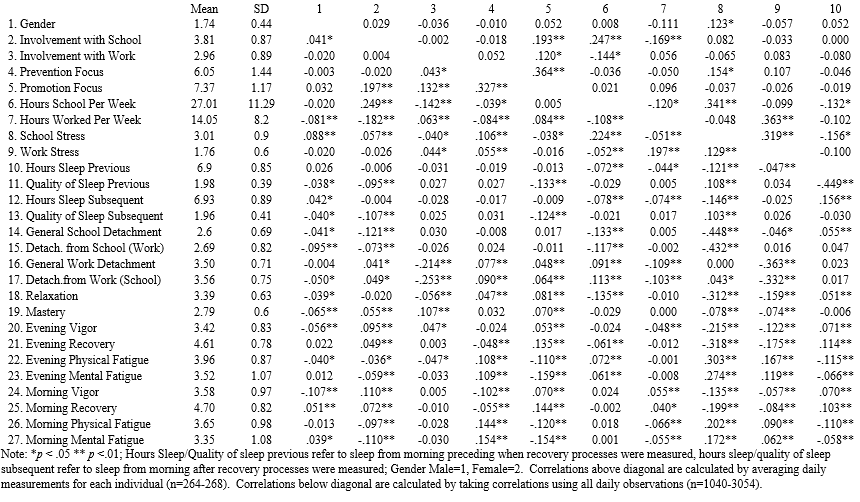 Mean SD 1 2 3 4 5 6 7 8 9 10
1. Gender 1.74 0.44 0.029 -0.036 -0.010 0.052 0.008 -0.111 .123* -0.057 0.052
2. Involvement with School 3.81 0.87 .041* -0.002 -0.018 .193** .247** -.169** 0.082 -0.033 0.000
3. Involvement with Work 2.96 0.89 -0.020 0.004 0.052 .120* -.144* 0.056 -0.065 0.083 -0.080
4. Prevention Focus 6.05 1.44 -0.003 -0.020 .043* .364** -0.036 -0.050 .154* 0.107 -0.046
5. Promotion Focus 7.37 1.17 0.032 .197** .132** .327** 0.021 0.096 -0.037 -0.026 -0.019
6. Hours School Per Week 27.01 11.29 -0.020 .249** -.142** -.039* 0.005 -.120* .341** -0.099 -.132*
7. Hours Worked Per Week 14.05 8.2 -.081** -.182** .063** -.084** .084** -.108** -0.048 .363** -0.102
8. School Stress 3.01 0.9 .088** .057** -.040* .106** -.038* .224** -.051** .319** -.156*
9. Work Stress 1.76 0.6 -0.020 -0.026 .044* .055** -0.016 -.052** .197** .129** -0.100
10. Hours Sleep Previous 6.9 0.85 0.026 -0.006 -0.031 -0.019 -0.013 -.072** -.044* -.121** -.047**
11. Quality of Sleep Previous 1.98 0.39 -.038* -.095** 0.027 0.027 -.133** -0.029 0.005 .108** 0.034 -.449**
12. Hours Sleep Subsequent 6.93 0.89 .042* -0.004 -0.028 -0.017 -0.009 -.078** -.074** -.146** -0.025 .156**
13. Quality of Sleep Subsequent 1.96 0.41 -.040* -.107** 0.025 0.031 -.124** -0.021 0.017 .103** 0.026 -0.030
14. General School Detachment 2.6 0.69 -.041* -.121** 0.030 -0.008 0.017 -.133** 0.005 -.448** -.046* .055**
15. Detach. from School (Work) 2.69 0.82 -.095** -.073** -0.026 0.024 -0.011 -.117** -0.002 -.432** 0.016 0.047
16. General Work Detachment 3.50 0.71 -0.004 .041* -.214** .077** .048** .091** -.109** 0.000 -.363** 0.023
17. Detach.from Work (School) 3.56 0.75 -.050* .049* -.253** .090** .064** .113** -.103** .043* -.332** 0.017
18. Relaxation 3.39 0.63 -.039* -0.020 -.056** .047** .081** -.135** -0.010 -.312** -.159** .051**
19. Mastery 2.79 0.6 -.065** .055** .107** 0.032 .070** -0.029 0.000 -.078** -.074** -0.006
20. Evening Vigor 3.42 0.83 -.056** .095** .047* -0.024 .053** -0.024 -.048** -.215** -.122** .071**
21. Evening Recovery 4.61 0.78 0.022 .049** 0.003 -.048** .135** -.061** -0.012 -.318** -.175** .114**
22. Evening Physical Fatigue 3.96 0.87 -.040* -.036* -.047* .108** -.110** .072** -0.001 .303** .167** -.115**
23. Evening Mental Fatigue 3.52 1.07 0.012 -.059** -0.033 .109** -.159** .061** -0.008 .274** .119** -.066**
24. Morning Vigor 3.58 0.97 -.107** .110** 0.005 -.102** .070** 0.024 .055** -.135** -.057** .070**
25. Morning Recovery 4.70 0.82 .051** .072** -0.010 -.055** .144** -0.002 .040* -.199** -.084** .103**
26. Morning Physical Fatigue 3.65 0.98 -0.013 -.097** -0.028 .144** -.120** 0.018 -.066** .202** .090** -.110**
27. Morning Mental Fatigue 3.35 1.08 .039* -.110** -0.030 .154** -.154** 0.001 -.055** .172** .062** -.058**
Note: *p < .05 ** p <.01; Hours Sleep/Quality of sleep previous refer to sleep from morning preceding when recovery processes were measured, hours sleep/quality of sleep
subsequent refer to sleep from morning after recovery processes were measured; Gender Male=1, Female=2. Correlations above diagonal are calculated by averaging daily
measurements for each individual (n=264-268). Correlations below diagonal are calculated by taking correlations using all daily observations (n=1040-3054).